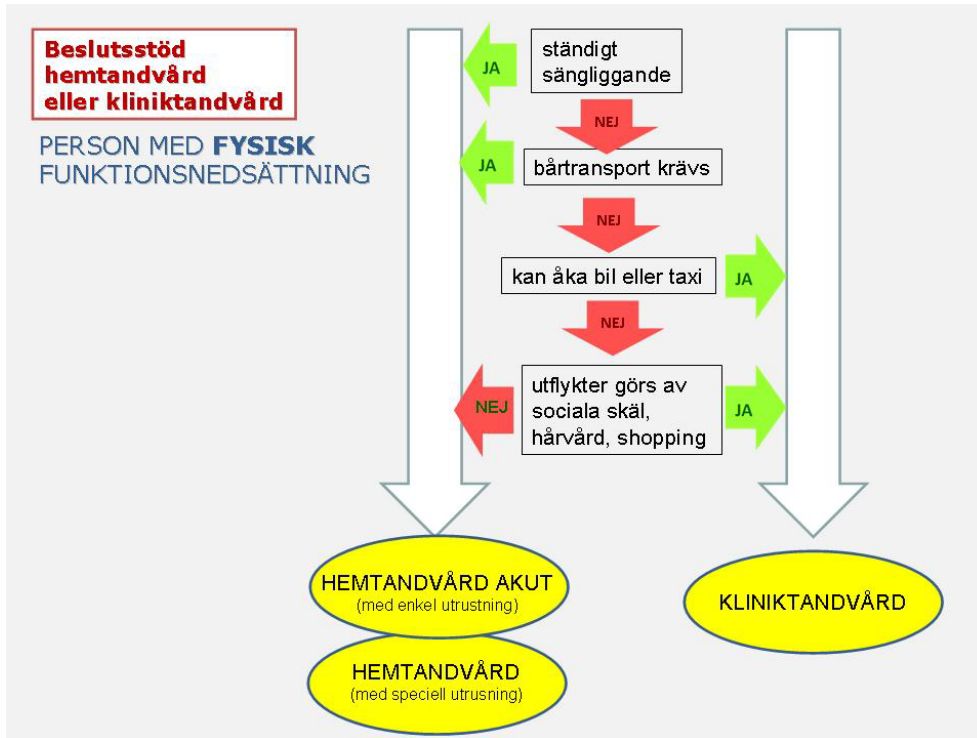 Beslutsstöd
hemtandvård
eller kliniktandvård
PERSON MED FYSISK
FUNKTIONSNEDSÄTTNING
JA
ständigt
sängliggande
NEJ
JA
bårtransport krävs
NEJ
kan åka bil eller taxi
JA
NEJ
NEJ
utflykter görs av
sociala skäl,
hårvård, shopping
JA
HEMTANDVÅRD AKUT
(med enkel utrustning)
KLINIKTANDVÅRD
HEMTANDVÅRD
(med speciell utrusning)